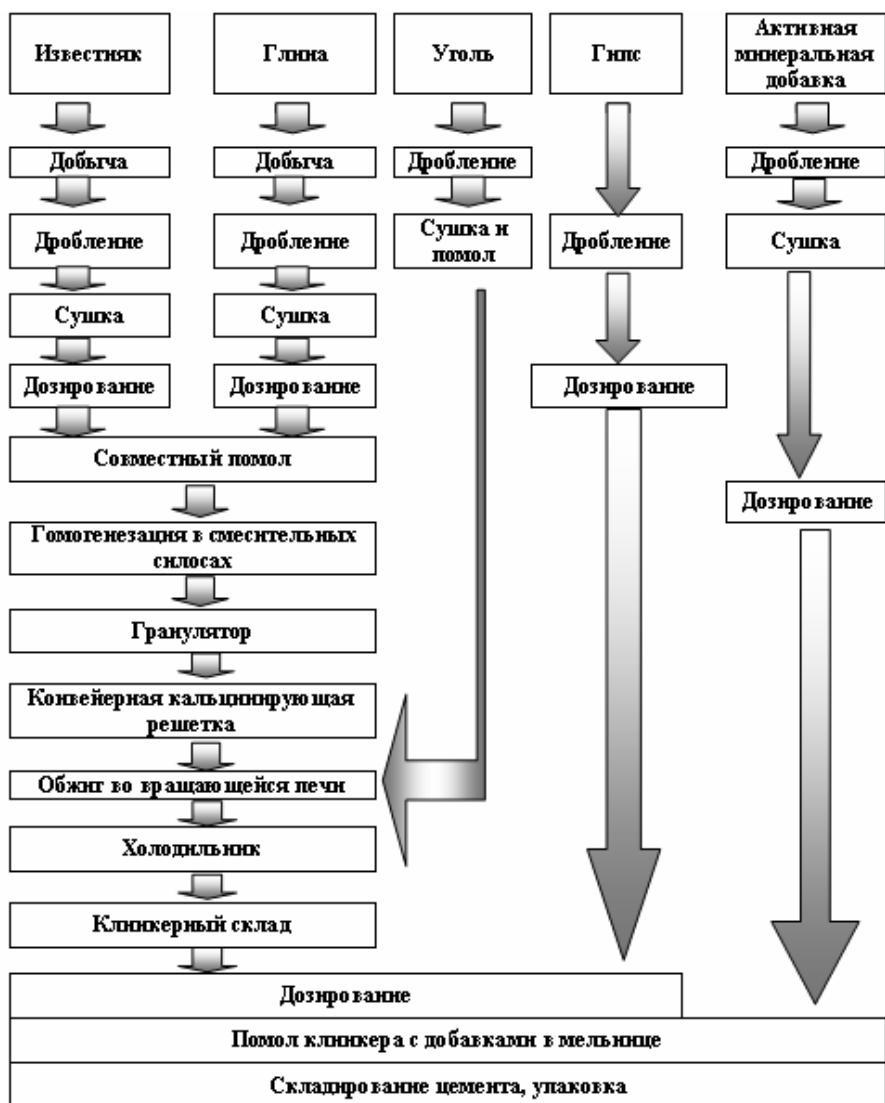 Известняк
Глина
Уголь
Гипс
Активная
минеральная
добавка
Добыча
Добыча
Дробление
Дробление
Дробление
Дробление
Сушка и
помол
Дробление
Сушка
Сушка
Сушка
Дозирование
Дозирование
Дозирование
Совместный помол
Дозирование
Гомогенезация в смесительных
силосах
Гранулятор
Конвейерная кальцинирующая
решетка
Обжиг во вращающейся печи
Холодильник
Клинкерный склад
Дозирование
Помол клинкера с добавками в мельнице
Складирование цемента, упаковка